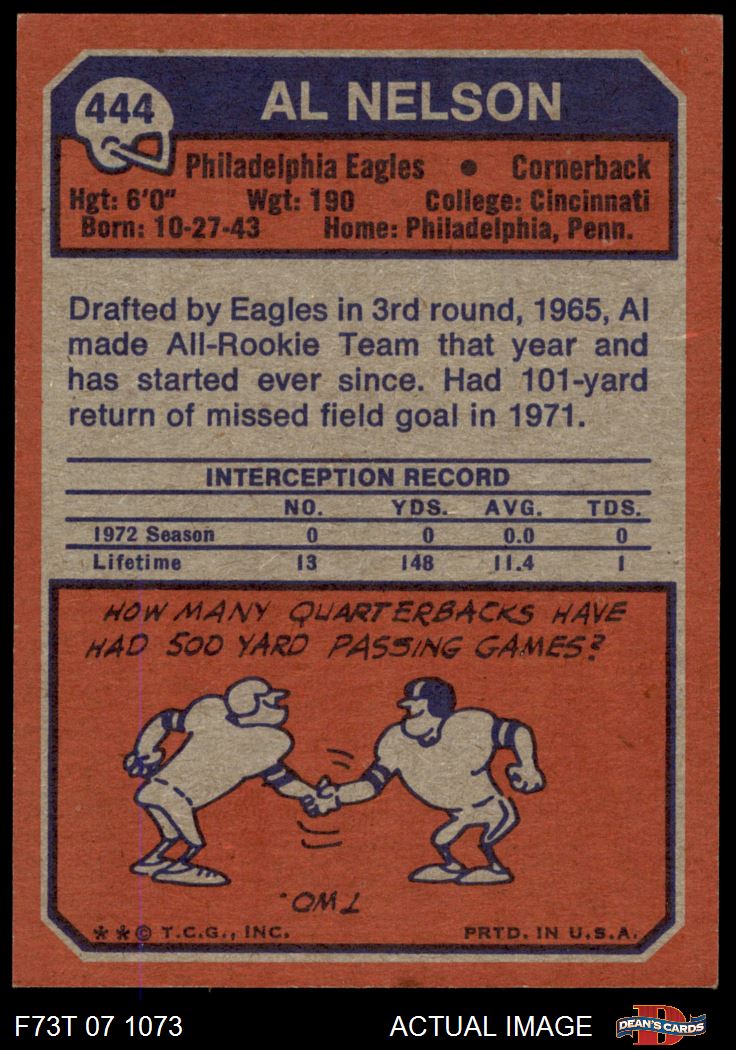 444
AL NELSON
Philadelphia Eagles • Cornerback
Hgt: 6'0" Wgt: 190 College: Cincinnati
Born: 10-27-43 Home: Philadelphia, Penn.
Drafted by Eagles in 3rd round, 1965, Al
made All-Rookie Team that year and
has started ever since. Had 101-yard
return of missed field goal in 1971.
INTERCEPTION RECORD
NO. YDS. AVG. TDS.
1972 Season 0 0 0.0 0
Lifetime 13 148 11.4 1
HOW MANY QUARTERBACKS HAVE
HAD 500 YARD PASSING GAMES?
TWO.
**© T.C.G., INC. PRTD. IN U.S.A.
F73T 07 1073 ACTUAL IMAGE
D
DEAN'S CARDS